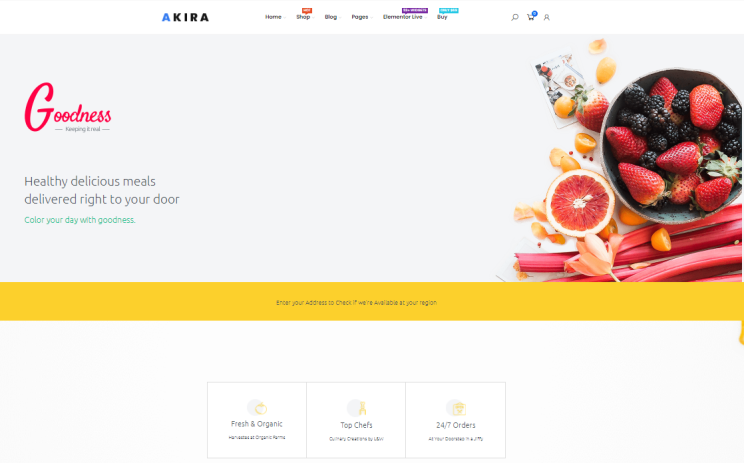 AKIRA
Home Shop Blog Pages Elementor Live Buy
0
Goodness
Keeping it real
Healthy delicious meals
delivered right to your door
Color your day with goodness.
Enter your Address to Check if we're Available at your region
Fresh & Organic
Harvested at Organic Farms
Top Chefs
Culinary Creations by
24/7 Orders
At Your Doorstep in a Jiffy